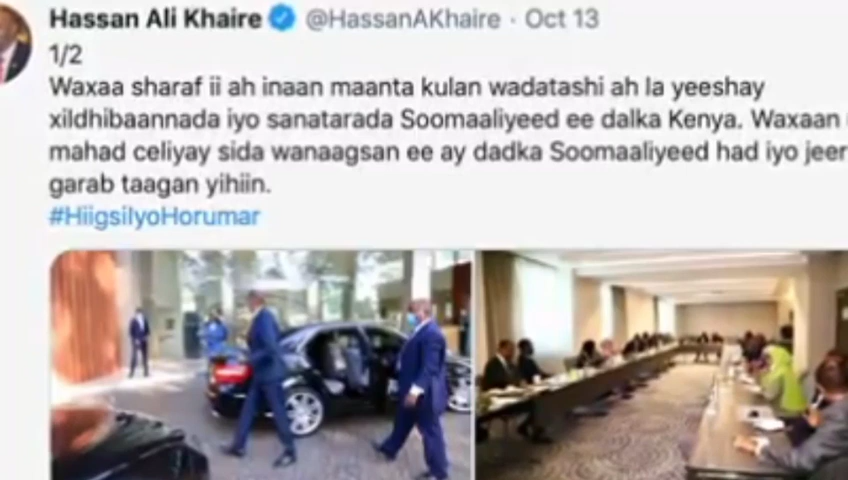 Hassan Ali Khaire @HassanAKhaire · Oct 13
1/2
Waxaa sharaf ii ah inaan maanta kulan wadatashi ah la yeeshay
xildhibaannada iyo sanatarada Soomaaliyeed ee dalka Kenya. Waxaan
mahad celiyay sida wanaagsan ee ay dadka Soomaaliyeed had iyo jeer
garab taagan yihiin.
#HiigsiIyoHorumar